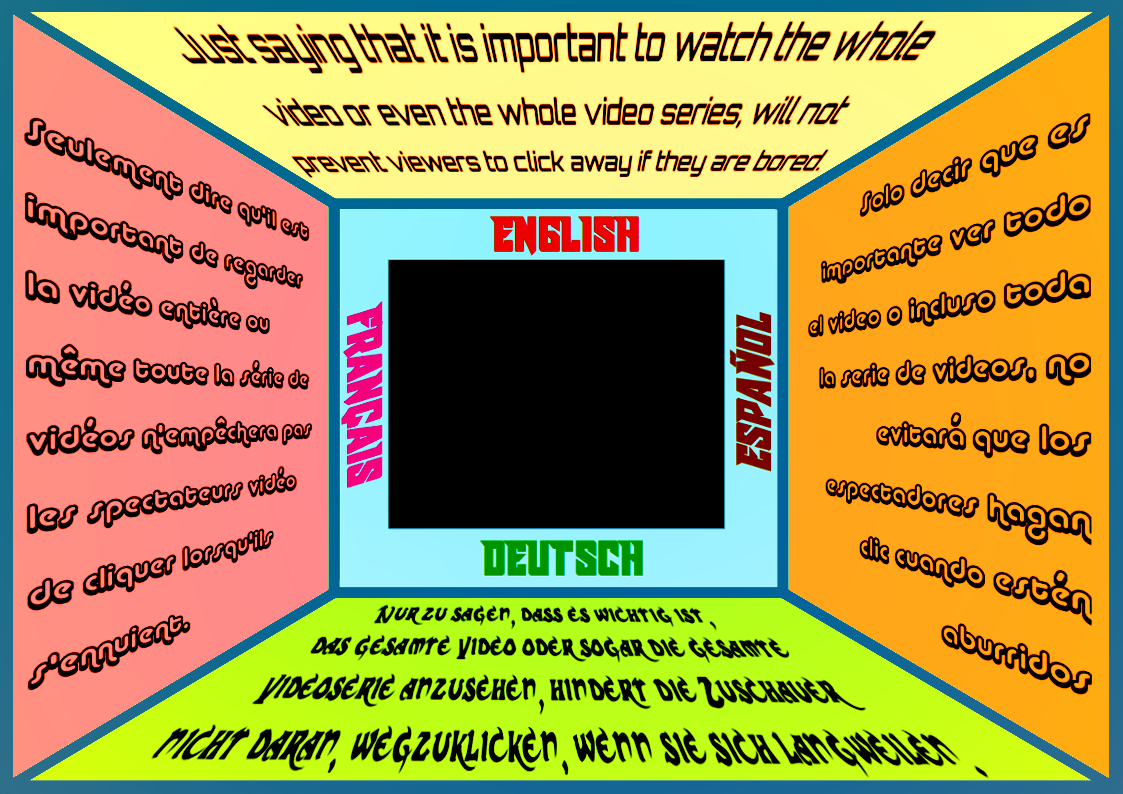 Just saying that it is important to watch the whole
video or even the whole video series, will not
prevent viewers to click away if they are bored.
Seulement dire qu'il est
important de regarder
la vidéo entière ou
même toute la série de
vidéos n'empêchera pas
les spectateurs vidéo
de cliquer lorsqu'ils
s'ennuient.
ENGLISH
FRANÇAIS
ESPAÑOL
DEUTSCH
Solo decir que es
importante ver todo
el video o incluso toda
la serie de videos, no
evitará que los
espectadores hagan
clic cuando estén
aburridos
Nur zu sagen, dass es wichtig ist ,
das gesamte Video oder sogar die gesamte
Videoserie anzusehen, hindert die Zuschauer
nicht daran, wegzuklicken, wenn sie sich langweilen .